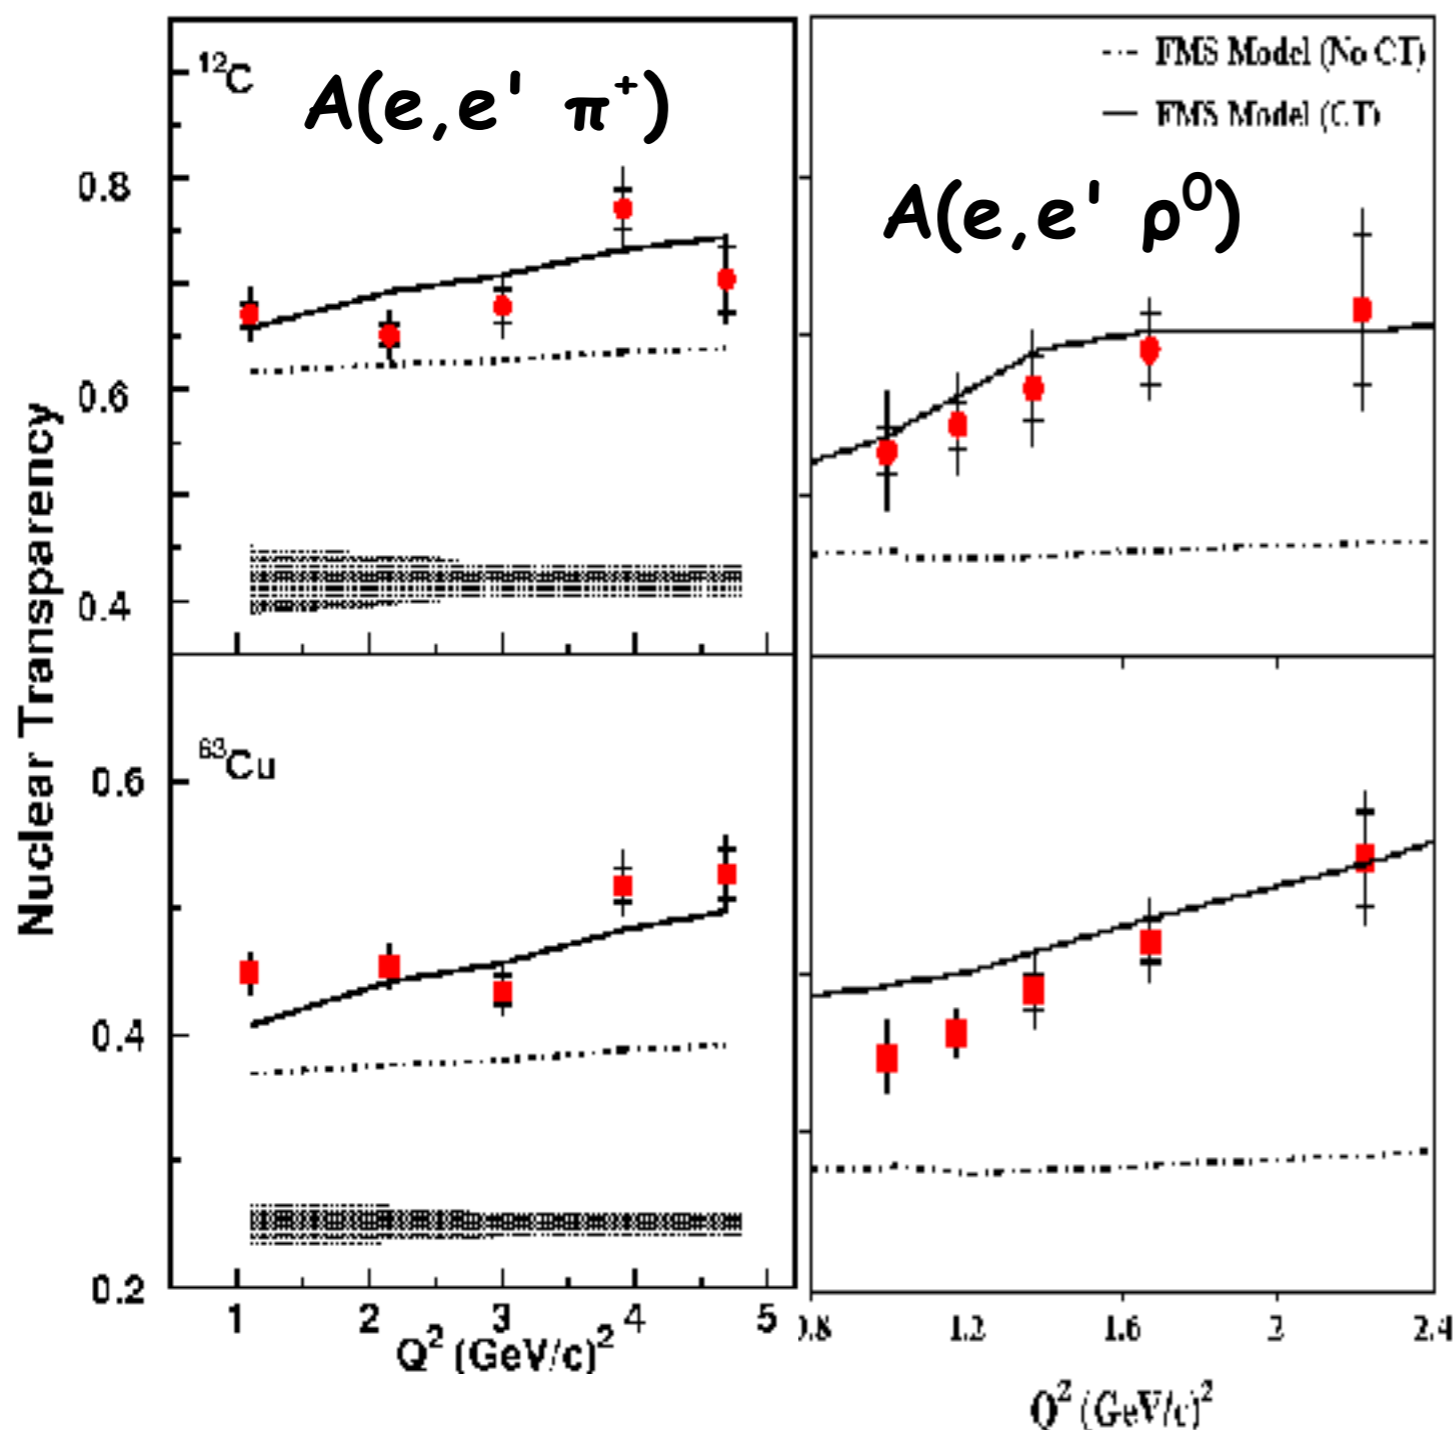 ¹²C
A(e,e' π⁺)
FMS Model (No CT)
FMS Model (CT)
A(e,e' ρ⁰)
Nuclear Transparency
0.8
0.6
0.4
⁶³Cu
0.6
0.4
0.2
1 2 3 4 5
Q² (GeV/c)²
0.8 1.2 1.6 2 2.4
Q² (GeV/c)²